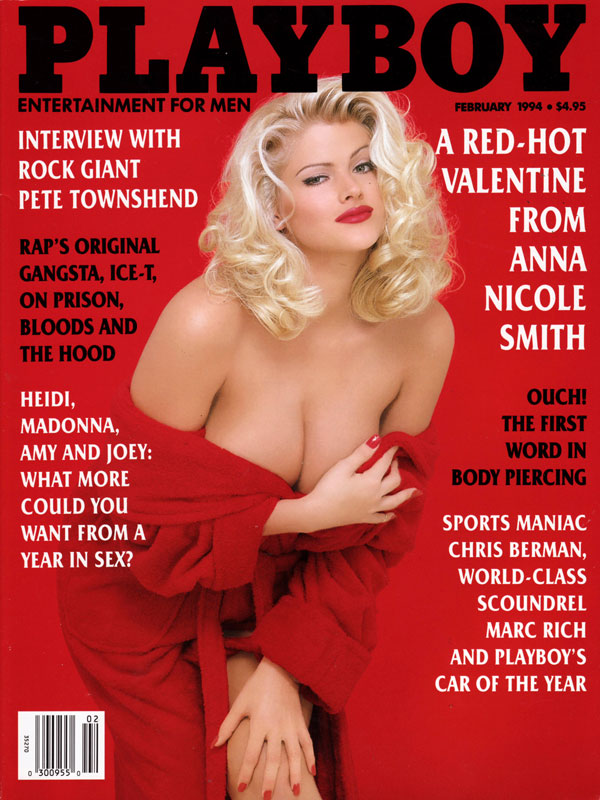 PLAYBOY
ENTERTAINMENT FOR MEN
FEBRUARY 1994 • $4.95
INTERVIEW WITH
ROCK GIANT
PETE TOWNSHEND
RAP'S ORIGINAL
GANGSTA, ICE-T,
ON PRISON,
BLOODS AND
THE HOOD
HEIDI,
MADONNA,
AMY AND JOEY:
WHAT MORE
COULD YOU
WANT FROM A
YEAR IN SEX?
A RED-HOT
VALENTINE
FROM
ANNA
NICOLE
SMITH
OUCH!
THE FIRST
WORD IN
BODY PIERCING
SPORTS MANIAC
CHRIS BERMAN,
WORLD-CLASS
SCOUNDREL
MARC RICH
AND PLAYBOY'S
CAR OF THE YEAR
02
35270
0 300955 0